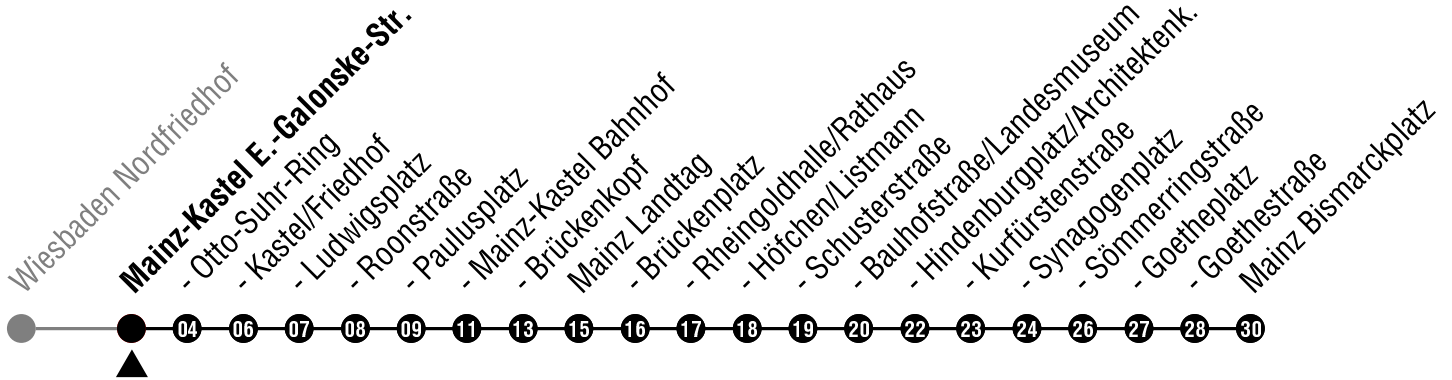 Wiesbaden Nordfriedhof
Mainz-Kastel E.-Galonske-Str.
- Otto-Suhr-Ring
- Kastel/Friedhof
- Ludwigsplatz
- Roonstraße
- Paulusplatz
- Mainz-Kastel Bahnhof
- Brückenkopf
Mainz Landtag
- Brückenplatz
- Rheingoldhalle/Rathaus
- Höfchen/Listmann
- Schusterstraße
- Bauhofstraße/Landesmuseum
- Hindenburgplatz/Architektenk.
- Kurfürstenstraße
- Synagogenplatz
- Sömmerringstraße
- Goetheplatz
- Goethestraße
Mainz Bismarckplatz
04 06 07 08 09 11 13 15 16 17 18 19 20 22 23 24 26 27 28 30